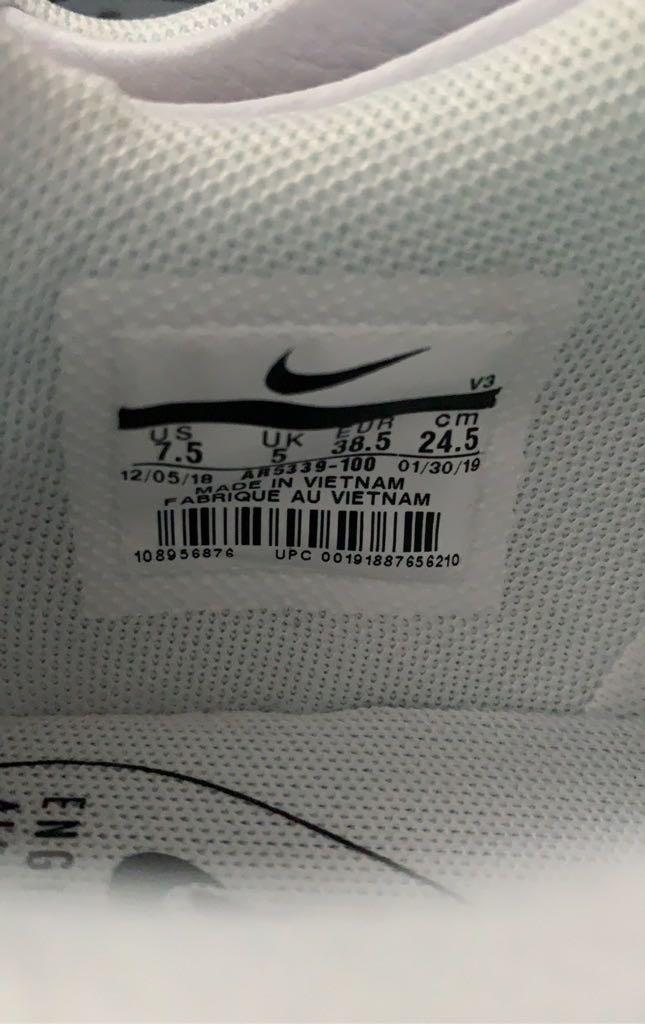 V3
US UK EUR cm
7.5 5 38.5 24.5
12/05/18 AR5339-100 01/30/19
MADE IN VIETNAM
FABRIQUE AU VIETNAM
108956876 UPC 00191887656210
ENG